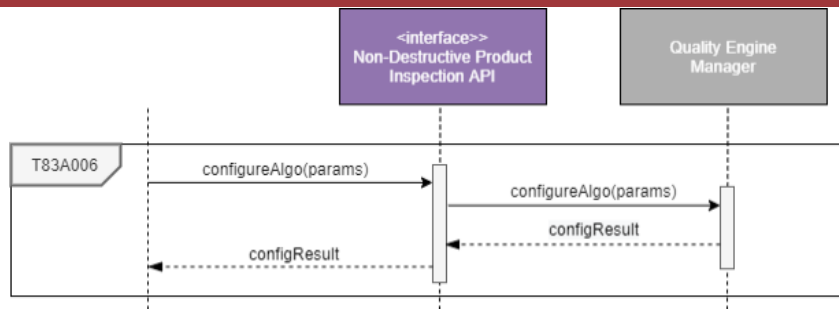 <interface>>
Non-Destructive Product
Inspection API
Quality Engine
Manager
T83A006
configureAlgo(params)
configureAlgo(params)
configResult
configResult